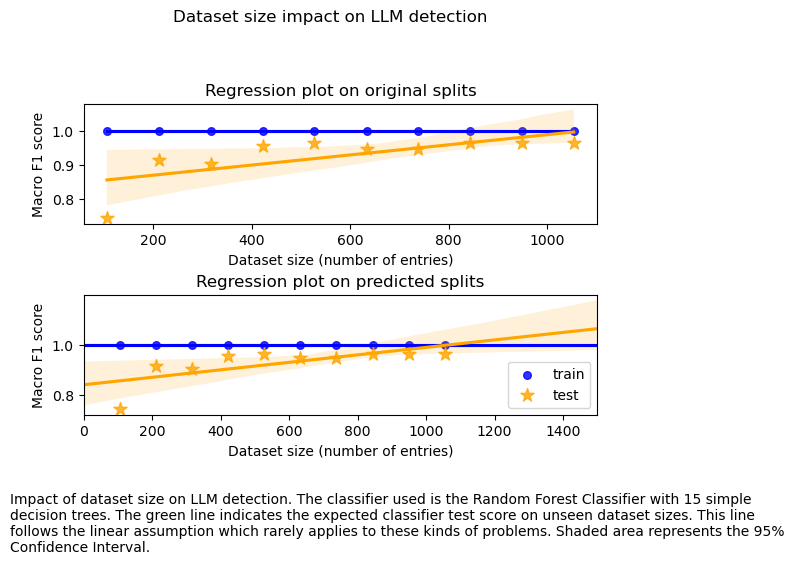 Dataset size impact on LLM detection
Regression plot on original splits
1.0
0.9
0.8
Macro F1 score
200 400 600 800 1000
Dataset size (number of entries)
Regression plot on predicted splits
1.0
0.8
Macro F1 score
train
test
0 200 400 600 800 1000 1200 1400
Dataset size (number of entries)
Impact of dataset size on LLM detection. The classifier used is the Random Forest Classifier with 15 simple
decision trees. The green line indicates the expected classifier test score on unseen dataset sizes. This line
follows the linear assumption which rarely applies to these kinds of problems. Shaded area represents the 95%
Confidence Interval.